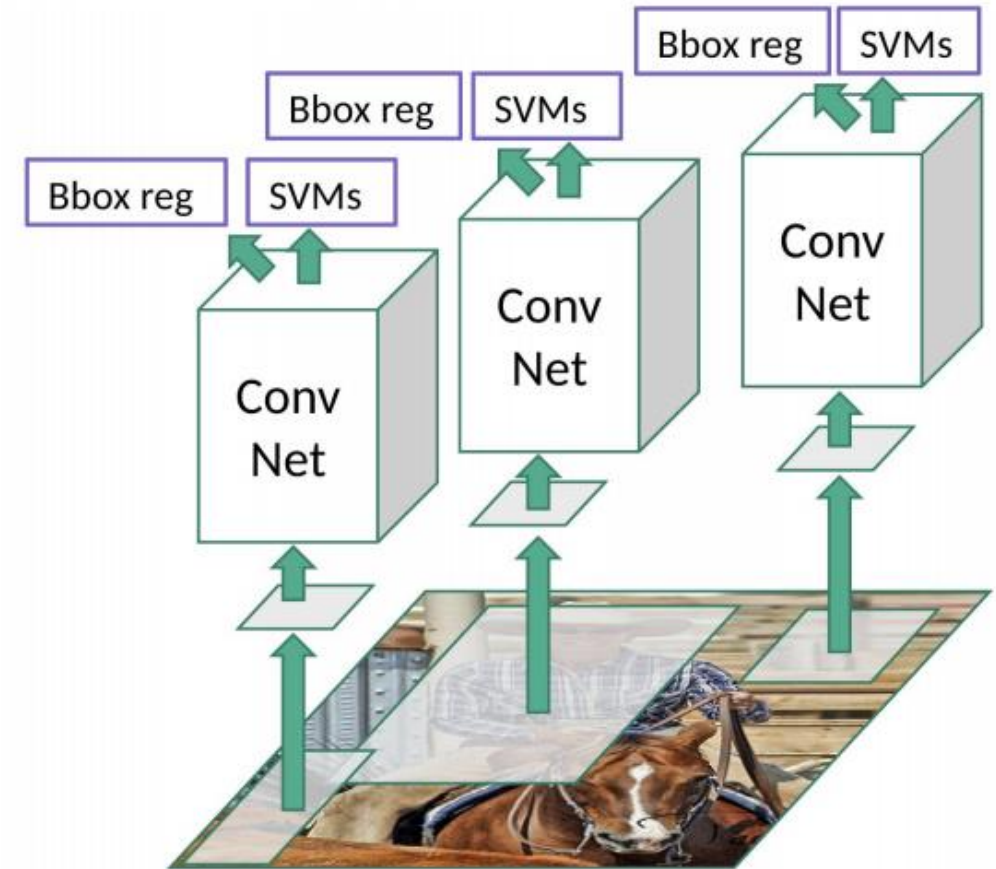 Bbox reg SVMs
Bbox reg SVMs
Bbox reg SVMs
Conv
Net
Conv
Net
Conv
Net